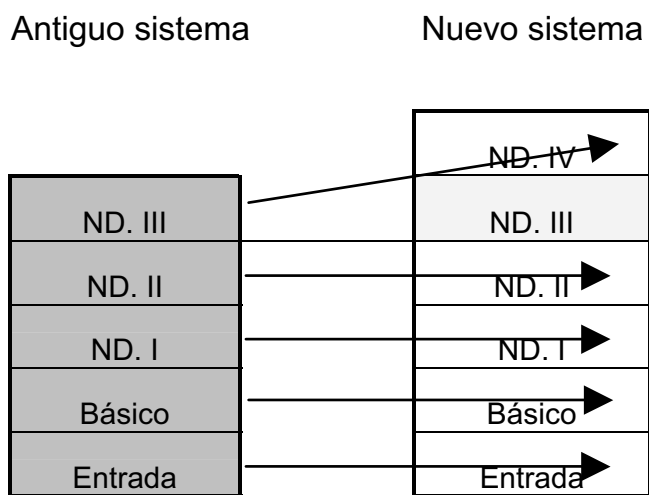 Antiguo sistema Nuevo sistema
ND. IV
ND. III ND. III
ND. II ND. II
ND. I ND. I
Básico Básico
Entrada Entrada